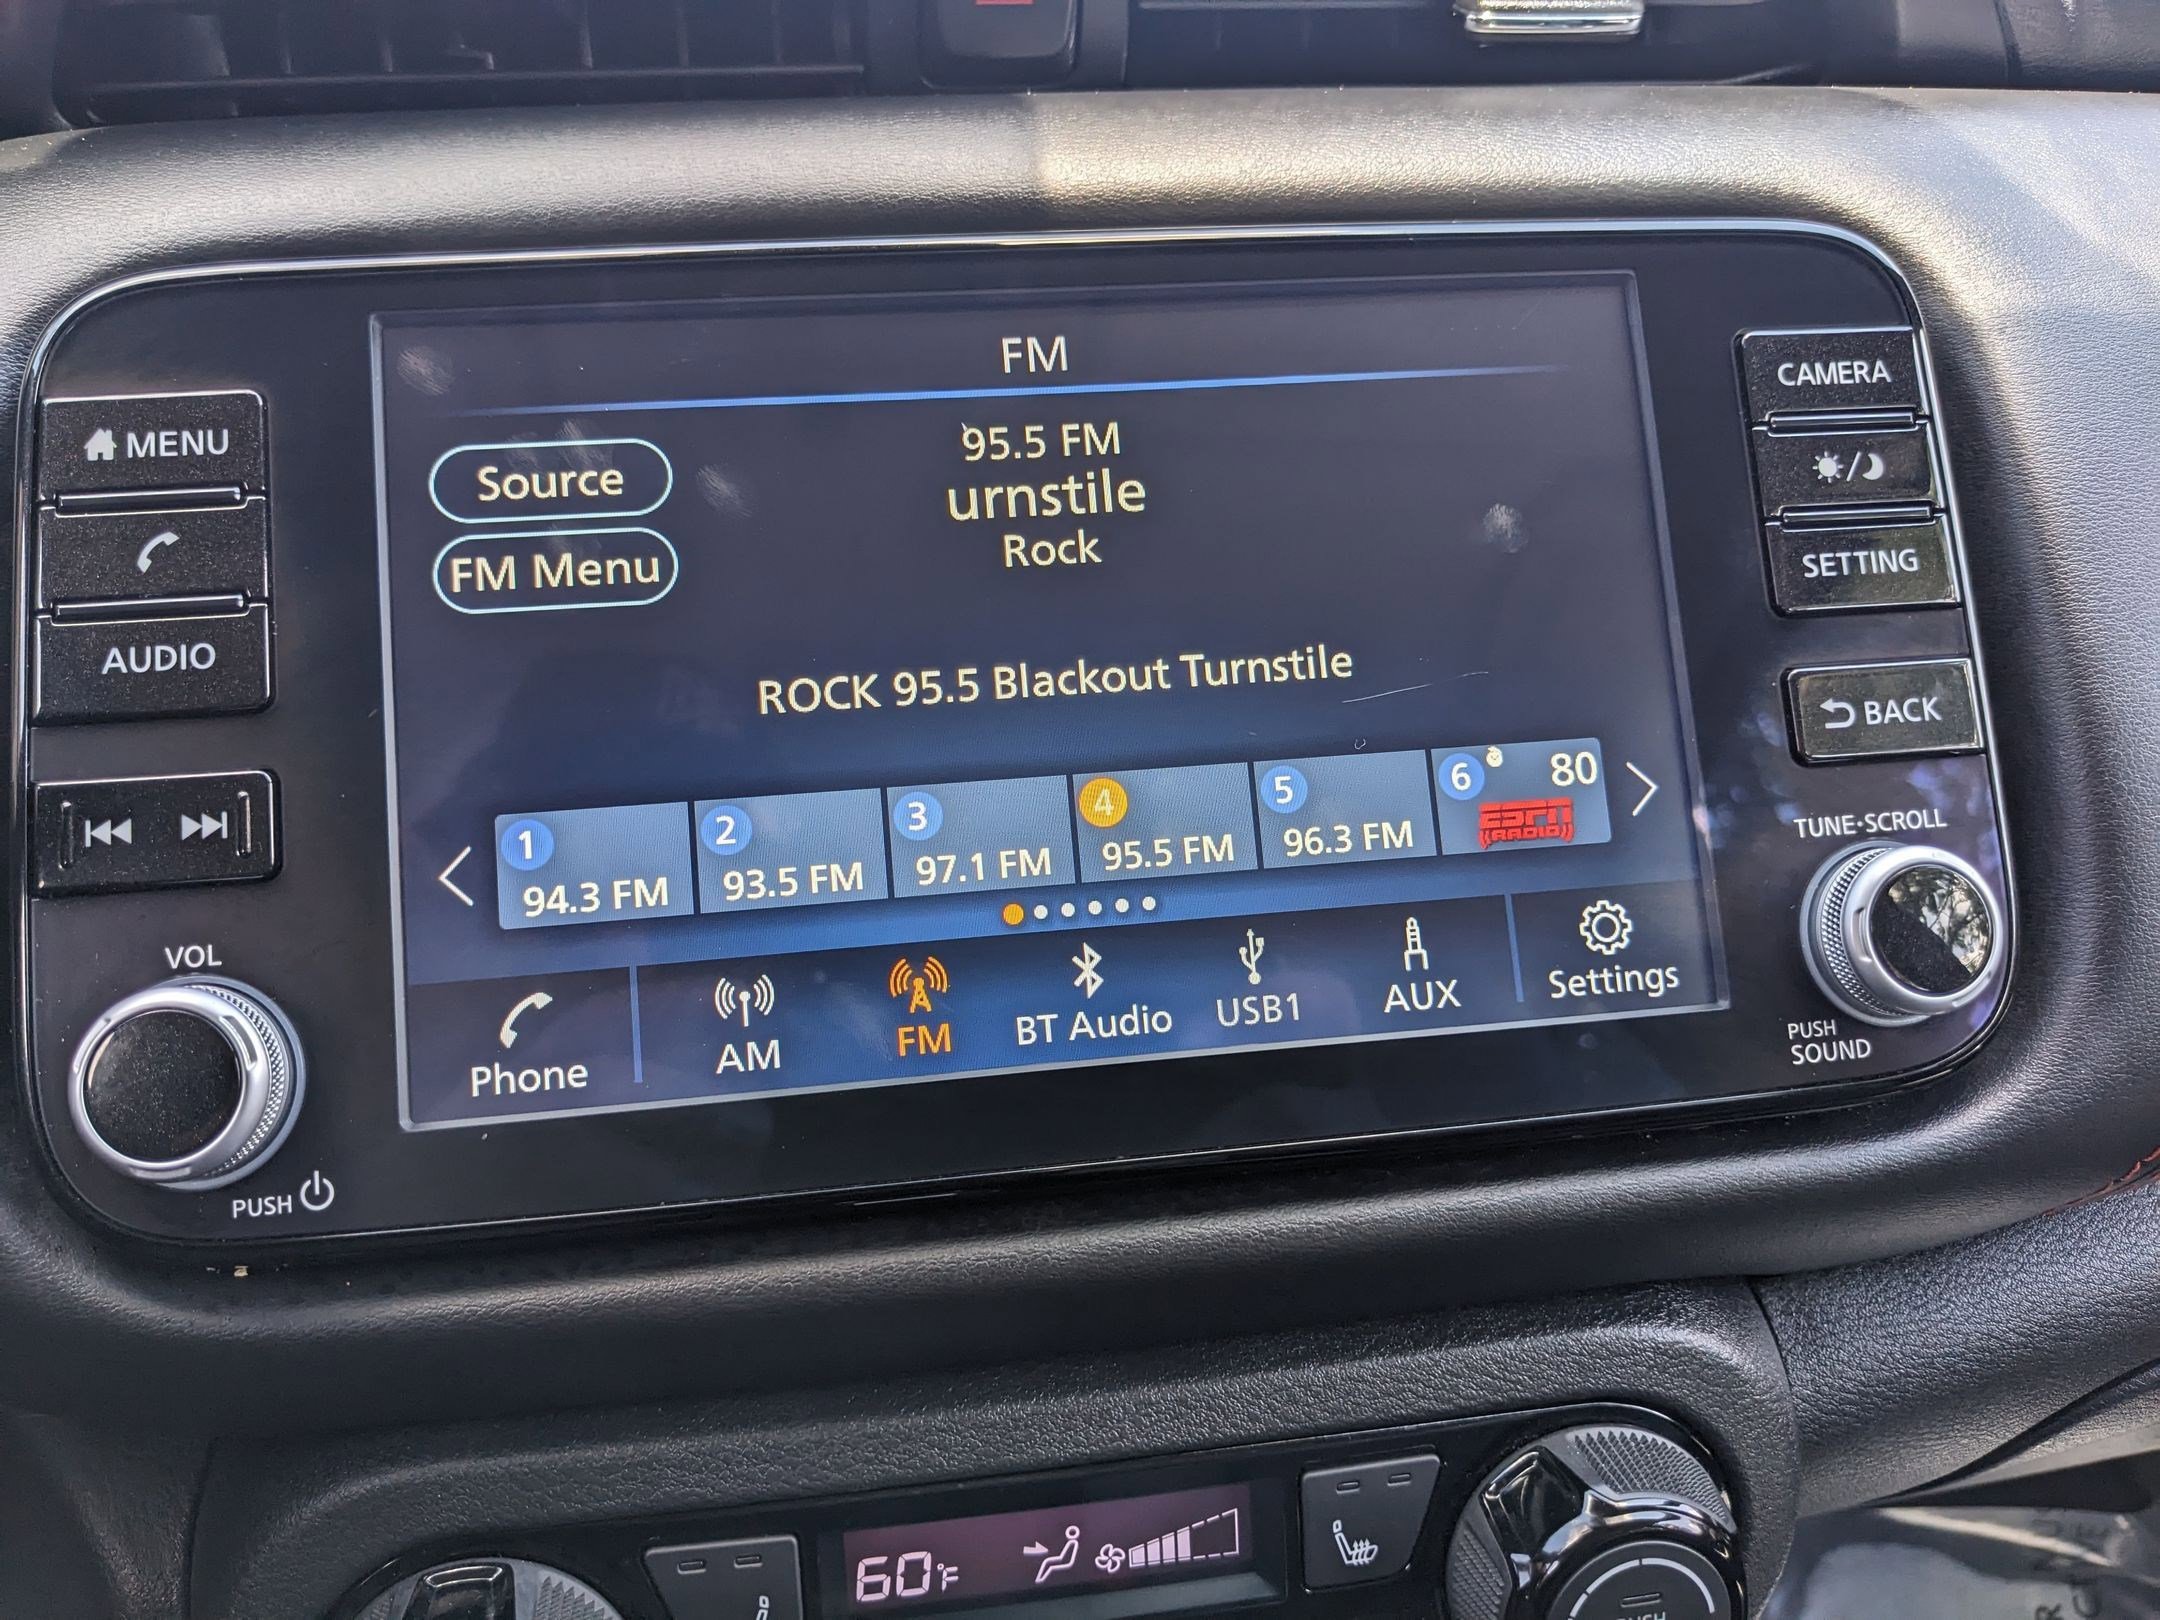 FM
MENU
AUDIO
VOL
PUSH
Source
FM Menu
95.5 FM
urnstile
Rock
ROCK 95.5 Blackout Turnstile
1
94.3 FM
2
93.5 FM
3
97.1 FM
4
95.5 FM
5
96.3 FM
6
80
ESPN
RADIO
Phone
AM
FM
BT Audio
USB1
AUX
Settings
CAMERA
SETTING
BACK
TUNE·SCROLL
PUSH
SOUND
60°F